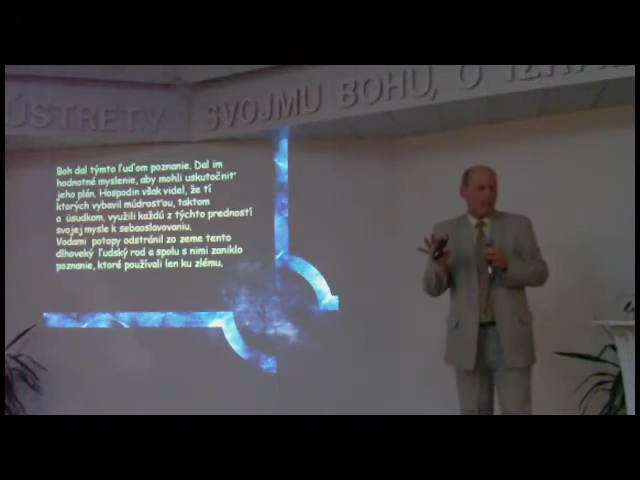 ÚSTRETY SVOJMU BOHU, Ó IZRAE
Boh dal týmto ľuďom poznanie. Dal im
hodnotné myslenie, aby mohli uskutočniť
jeho plán. Hospodin však videl, že tí
ktorých vybavil múdrosťou, taktom
a úsudkom, využili každú z týchto predností
svojej mysle k sebaoslavovaniu.
Vodami potopy odstránil zo zeme tento
dlhoveký ľudský rod a spolu s nimi zaniklo
poznanie, ktoré používali len ku zlému.